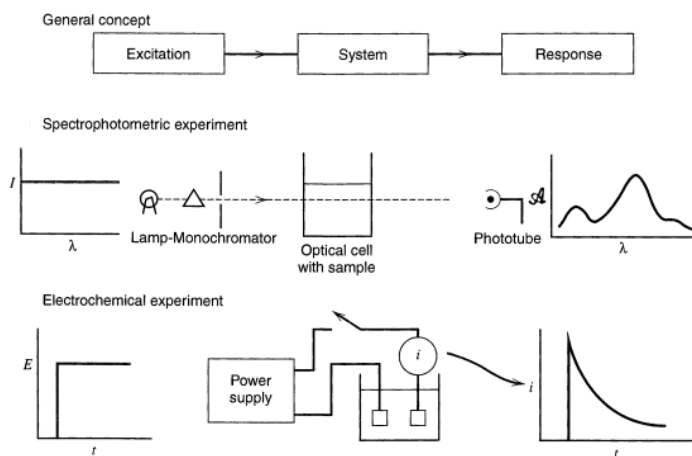 General concept
Excitation
System
Response
Spectrophotometric experiment
I
λ
Lamp-Monochromator
Optical cell
with sample
Phototube
𝒜
λ
Electrochemical experiment
E
t
Power
supply
i
i
t